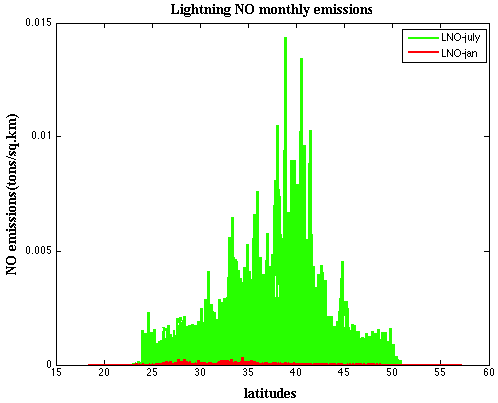 Lightning NO monthly emissions
LNO-july
LNO-jan
NO emissions(tons/sq.km)
0.015
0.01
0.005
0
15 20 25 30 35 40 45 50 55 60
latitudes